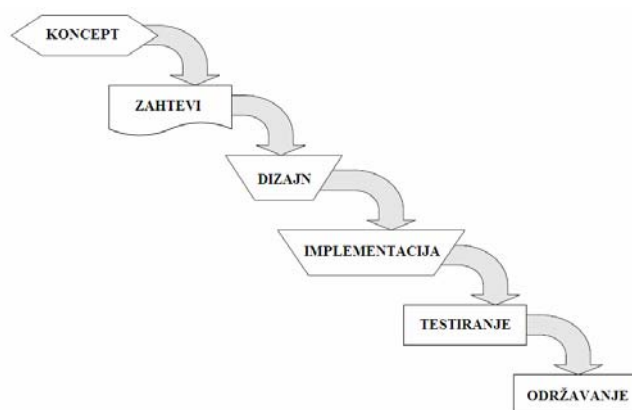 KONCEPT
ZAHTEVI
DIZAJN
IMPLEMENTACIJA
TESTIRANJE
ODRŽAVANJE